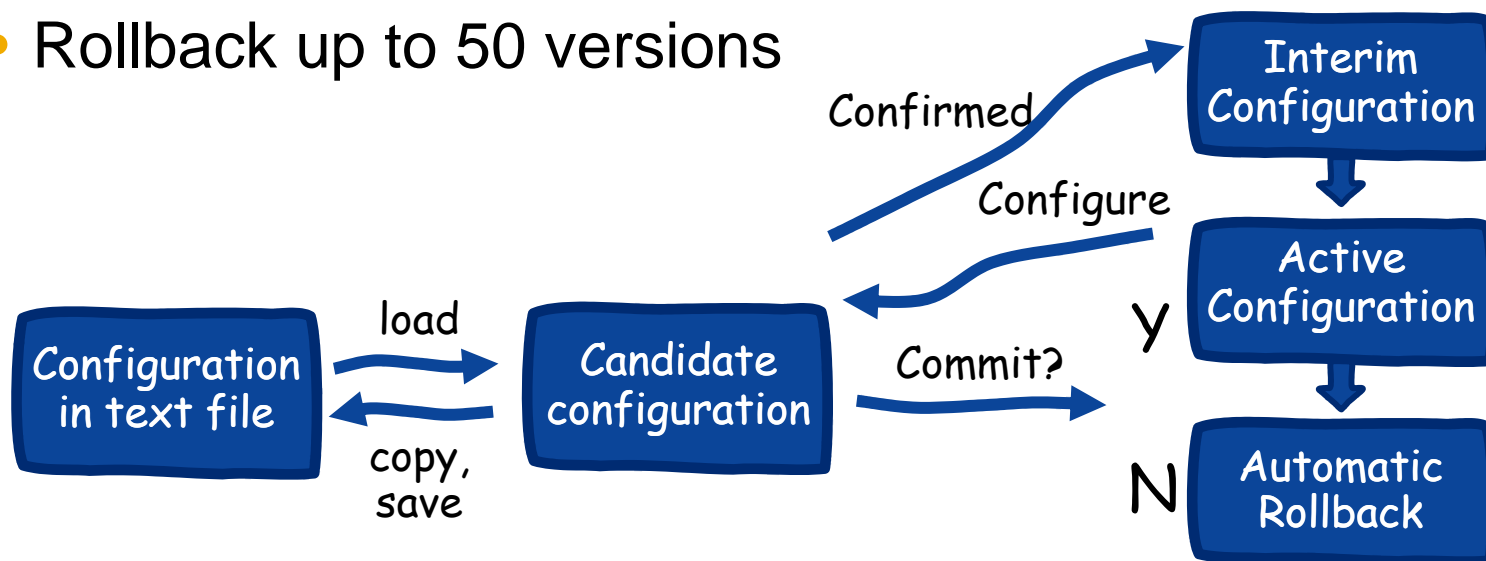 • Rollback up to 50 versions
Interim
Configuration
Confirmed
Configure
Active
Configuration
Y
load
Configuration
in text file
Candidate
configuration
Commit?
copy,
save
N
Automatic
Rollback